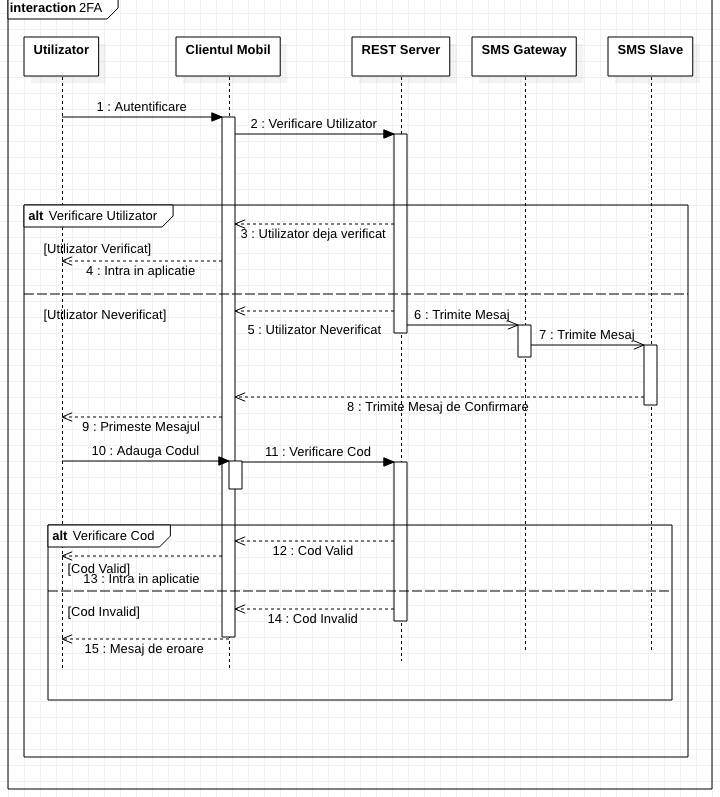 interaction 2FA
Utilizator
Clientul Mobil
REST Server
SMS Gateway
SMS Slave
1 : Autentificare
2 : Verificare Utilizator
alt Verificare Utilizator
3 : Utilizator deja verificat
[Utilizator Verificat]
4 : Intra in aplicatie
[Utilizator Neverificat]
5 : Utilizator Neverificat
6 : Trimite Mesaj
7 : Trimite Mesaj
8 : Trimite Mesaj de Confirmare
9 : Primeste Mesajul
10 : Adauga Codul
11 : Verificare Cod
alt Verificare Cod
12 : Cod Valid
[Cod Valid]
13 : Intra in aplicatie
[Cod Invalid]
14 : Cod Invalid
15 : Mesaj de eroare